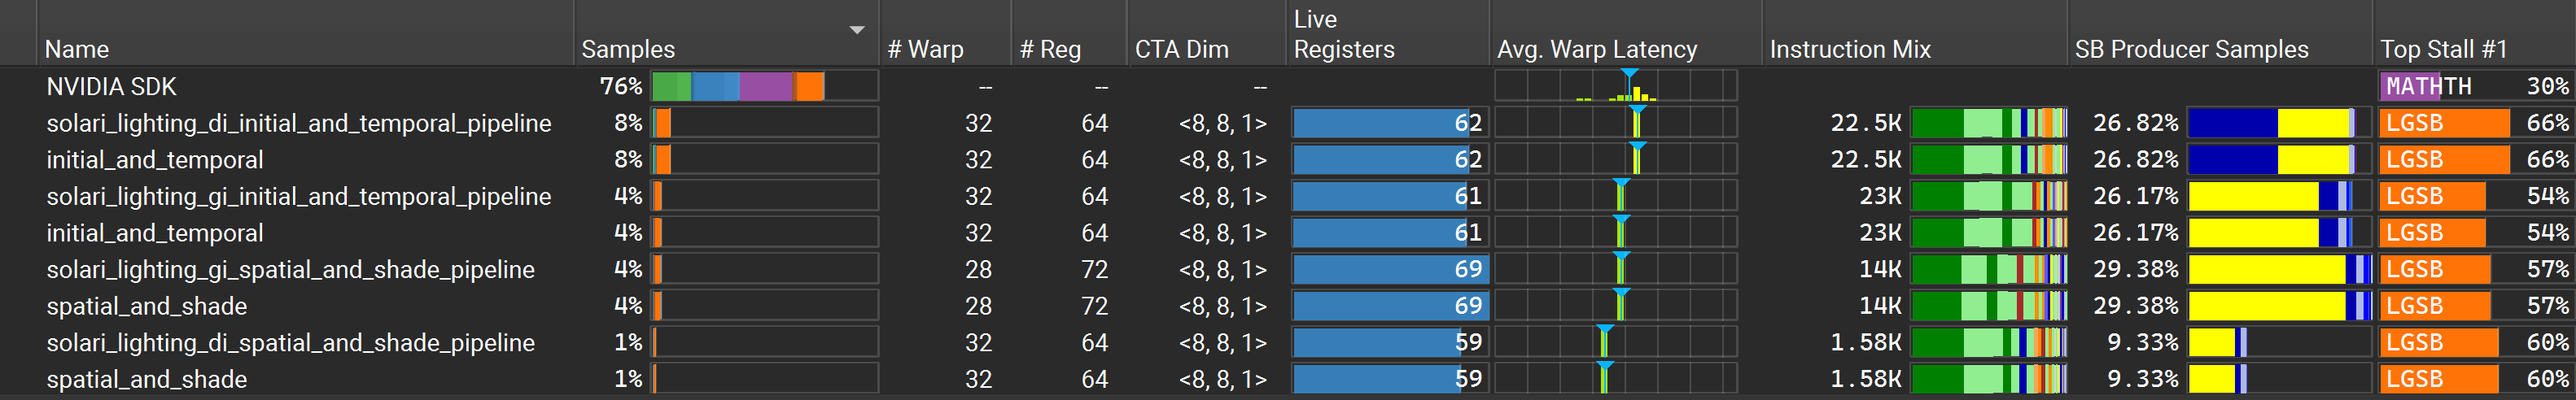 Name Samples # Warp # Reg CTA Dim Live Registers Avg. Warp Latency Instruction Mix SB Producer Samples Top Stall #1
NVIDIA SDK 76% -- -- -- MATHTH 30%
solari_lighting_di_initial_and_temporal_pipeline 8% 32 64 <8, 8, 1> 62 22.5K 26.82% LGSB 66%
initial_and_temporal 8% 32 64 <8, 8, 1> 62 22.5K 26.82% LGSB 66%
solari_lighting_gi_initial_and_temporal_pipeline 4% 32 64 <8, 8, 1> 61 23K 26.17% LGSB 54%
initial_and_temporal 4% 32 64 <8, 8, 1> 61 23K 26.17% LGSB 54%
solari_lighting_gi_spatial_and_shade_pipeline 4% 28 72 <8, 8, 1> 69 14K 29.38% LGSB 57%
spatial_and_shade 4% 28 72 <8, 8, 1> 69 14K 29.38% LGSB 57%
solari_lighting_di_spatial_and_shade_pipeline 1% 32 64 <8, 8, 1> 59 1.58K 9.33% LGSB 60%
spatial_and_shade 1% 32 64 <8, 8, 1> 59 1.58K 9.33% LGSB 60%